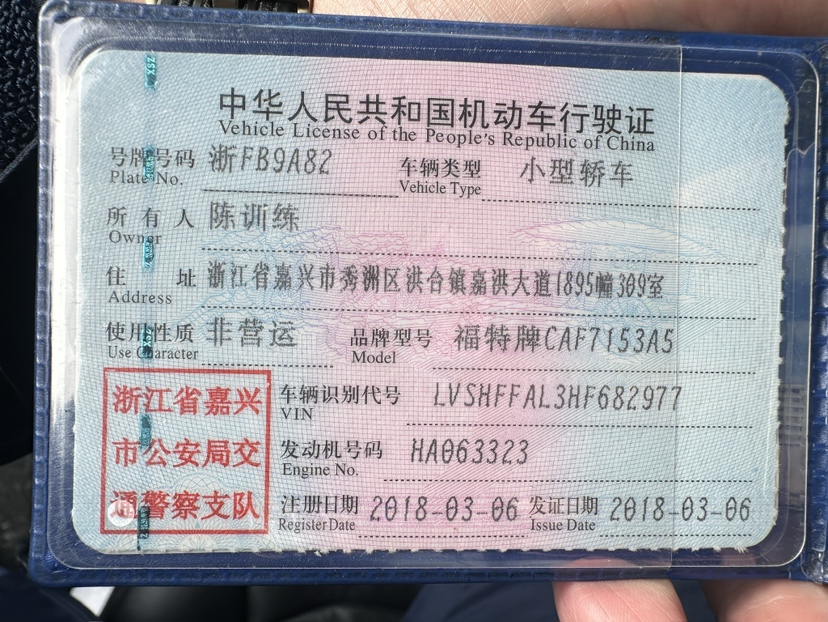 中华人民共和国机动车行驶证
Vehicle License of the People's Republic of China
号牌号码 浙FB9A82 车辆类型 小型轿车
Plate No. Vehicle Type
所有人 陈训练
Owner
住址 浙江省嘉兴市秀洲区洪合镇嘉洪大道1895幢309室
Address
使用性质 非营运 品牌型号 福特牌CAF7153A5
Use Character Model
浙江省嘉兴
市公安局交
通警察支队
车辆识别代号 LVSHFFAL3HF682977
VIN
发动机号码 HA063323
Engine No.
注册日期 2018-03-06 发证日期 2018-03-06
Register Date Issue Date